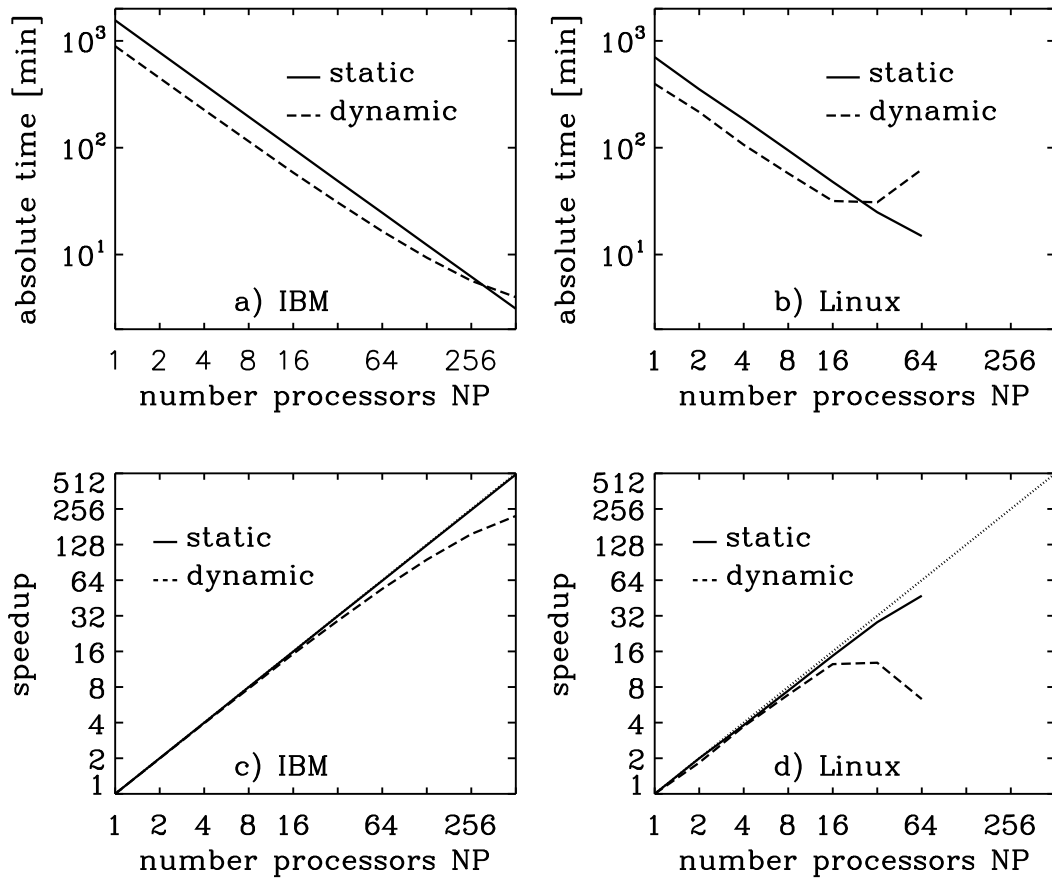 absolute time [min]
10³
10²
10¹
static
dynamic
a) IBM
1 2 4 8 16 64 256
number processors NP
absolute time [min]
10³
10²
10¹
static
dynamic
b) Linux
1 2 4 8 16 64 256
number processors NP
speedup
512
256
128
64
32
16
8
4
2
1
static
dynamic
c) IBM
1 2 4 8 16 64 256
number processors NP
speedup
512
256
128
64
32
16
8
4
2
1
static
dynamic
d) Linux
1 2 4 8 16 64 256
number processors NP